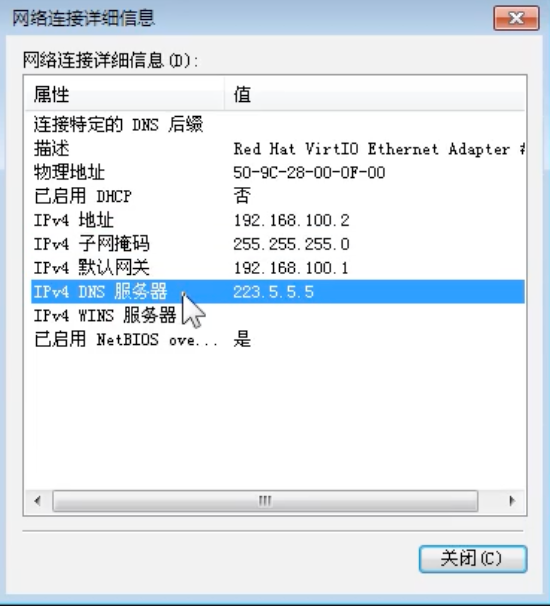 网络连接详细信息
网络连接详细信息(D):
属性 值
连接特定的 DNS 后缀
描述 Red Hat VirtIO Ethernet Adapter #
物理地址 50-9C-28-00-0F-00
已启用 DHCP 否
IPv4 地址 192.168.100.2
IPv4 子网掩码 255.255.255.0
IPv4 默认网关 192.168.100.1
IPv4 DNS 服务器 223.5.5.5
IPv4 WINS 服务器
已启用 NetBIOS ove... 是
关闭(C)